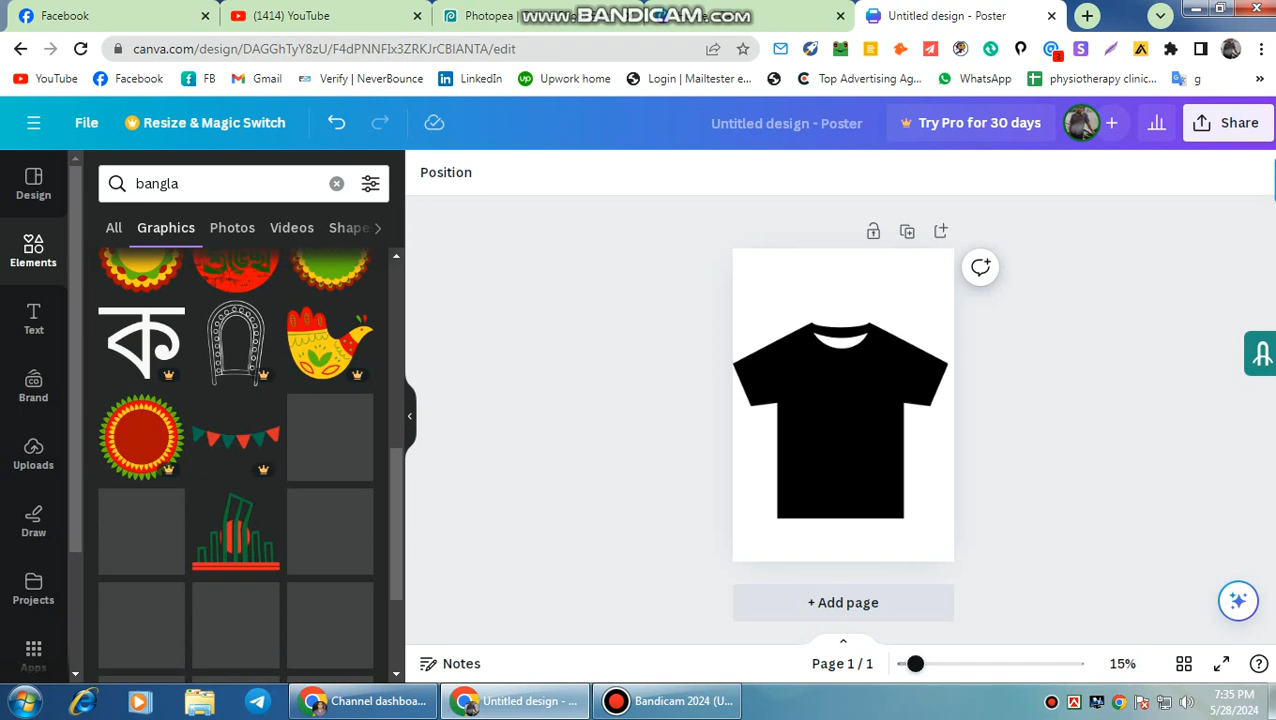 Facebook
(1414) YouTube
Photopea
WWW.BANDICAM.COM
Untitled design - Poster
canva.com/design/DAGGhTyY8zU/F4dPNNFIx3ZRKJrCBIANTA/edit
YouTube
Facebook
FB
Gmail
Verify | NeverBounce
LinkedIn
Upwork home
Login | Mailtester e...
Top Advertising Ag...
WhatsApp
physiotherapy clinic...
g
File
Resize & Magic Switch
Untitled design - Poster
Try Pro for 30 days
Share
Design
Elements
Text
Brand
Uploads
Draw
Projects
Apps
bangla
All
Graphics
Photos
Videos
Shape
ক
Position
+ Add page
Notes
Page 1 / 1
15%
Channel dashboa...
Untitled design - ...
Bandicam 2024 (U...
7:35 PM
5/28/2024